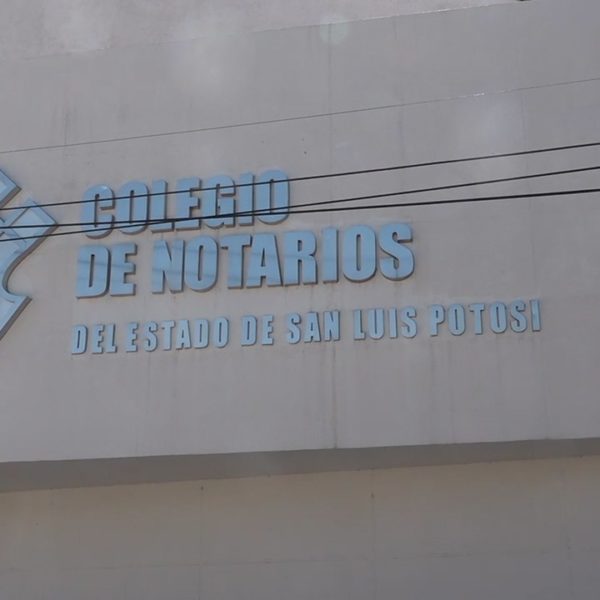 COLEGIO
DE NOTARIOS
DEL ESTADO DE SAN LUIS POTOSI